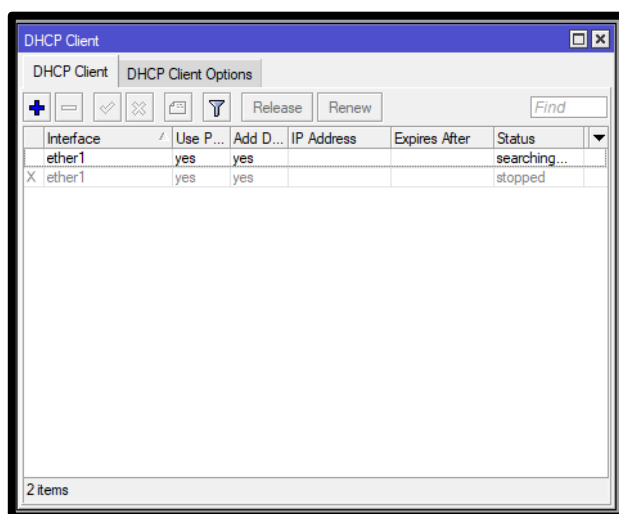 DHCP Client
DHCP Client DHCP Client Options
Release Renew Find
Interface Use P... Add D... IP Address Expires After Status
ether1 yes yes searching...
X ether1 yes yes stopped
2 items